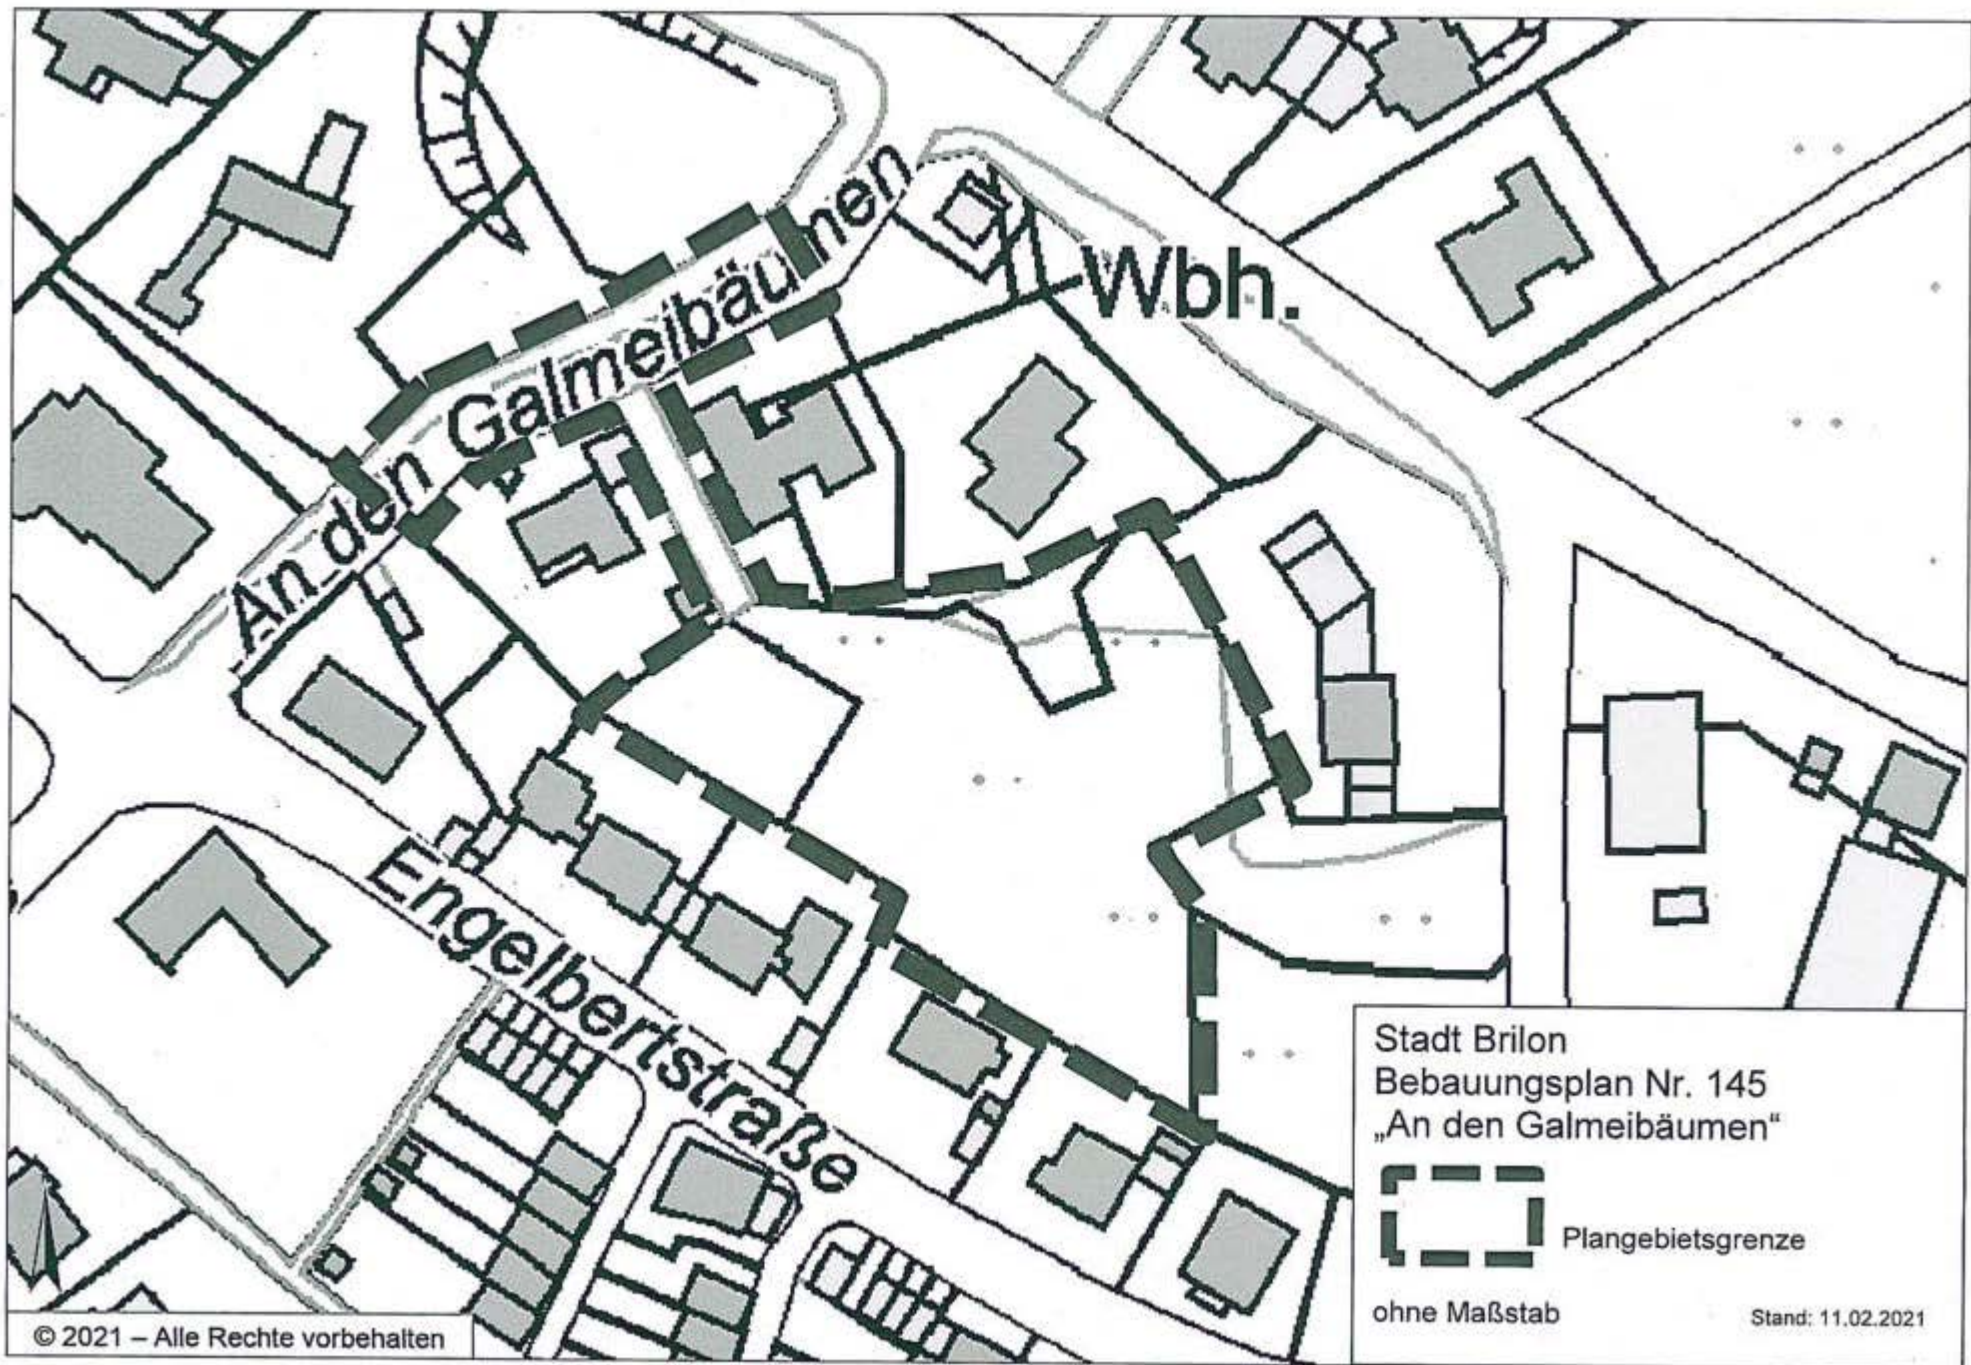 An den Galmeibäumen
Wbh.
Engelbertstraße
Stadt Brilon
Bebauungsplan Nr. 145
„An den Galmeibäumen“
Plangebietsgrenze
ohne Maßstab
Stand: 11.02.2021
© 2021 – Alle Rechte vorbehalten